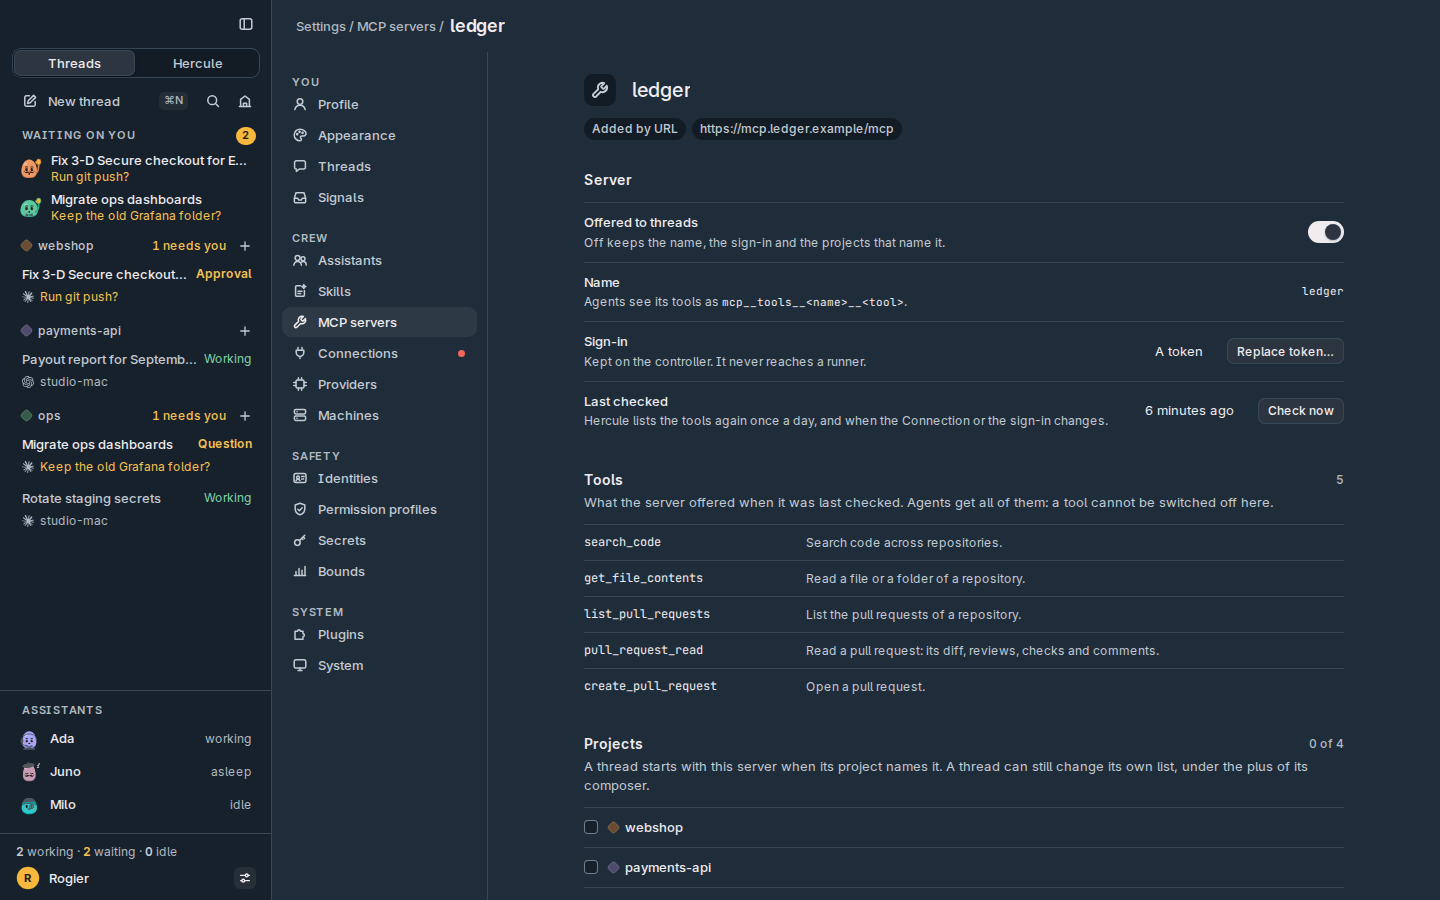 Threads
Hercule
New thread
⌘N
WAITING ON YOU
2
Fix 3-D Secure checkout for E...
Run git push?
Migrate ops dashboards
Keep the old Grafana folder?
webshop
1 needs you
Fix 3-D Secure checkout...
Approval
Run git push?
payments-api
Payout report for Septemb...
Working
studio-mac
ops
1 needs you
Migrate ops dashboards
Question
Keep the old Grafana folder?
Rotate staging secrets
Working
studio-mac
ASSISTANTS
Ada
working
Juno
asleep
Milo
idle
2 working · 2 waiting · 0 idle
R
Rogier
Settings / MCP servers / ledger
YOU
Profile
Appearance
Threads
Signals
CREW
Assistants
Skills
MCP servers
Connections
Providers
Machines
SAFETY
Identities
Permission profiles
Secrets
Bounds
SYSTEM
Plugins
System
ledger
Added by URL
https://mcp.ledger.example/mcp
Server
Offered to threads
Off keeps the name, the sign-in and the projects that name it.
Name
Agents see its tools as mcp__tools__<name>__<tool>.
ledger
Sign-in
Kept on the controller. It never reaches a runner.
A token
Replace token...
Last checked
Hercule lists the tools again once a day, and when the Connection or the sign-in changes.
6 minutes ago
Check now
Tools
5
What the server offered when it was last checked. Agents get all of them: a tool cannot be switched off here.
search_code
Search code across repositories.
get_file_contents
Read a file or a folder of a repository.
list_pull_requests
List the pull requests of a repository.
pull_request_read
Read a pull request: its diff, reviews, checks and comments.
create_pull_request
Open a pull request.
Projects
0 of 4
A thread starts with this server when its project names it. A thread can still change its own list, under the plus of its
composer.
webshop
payments-api